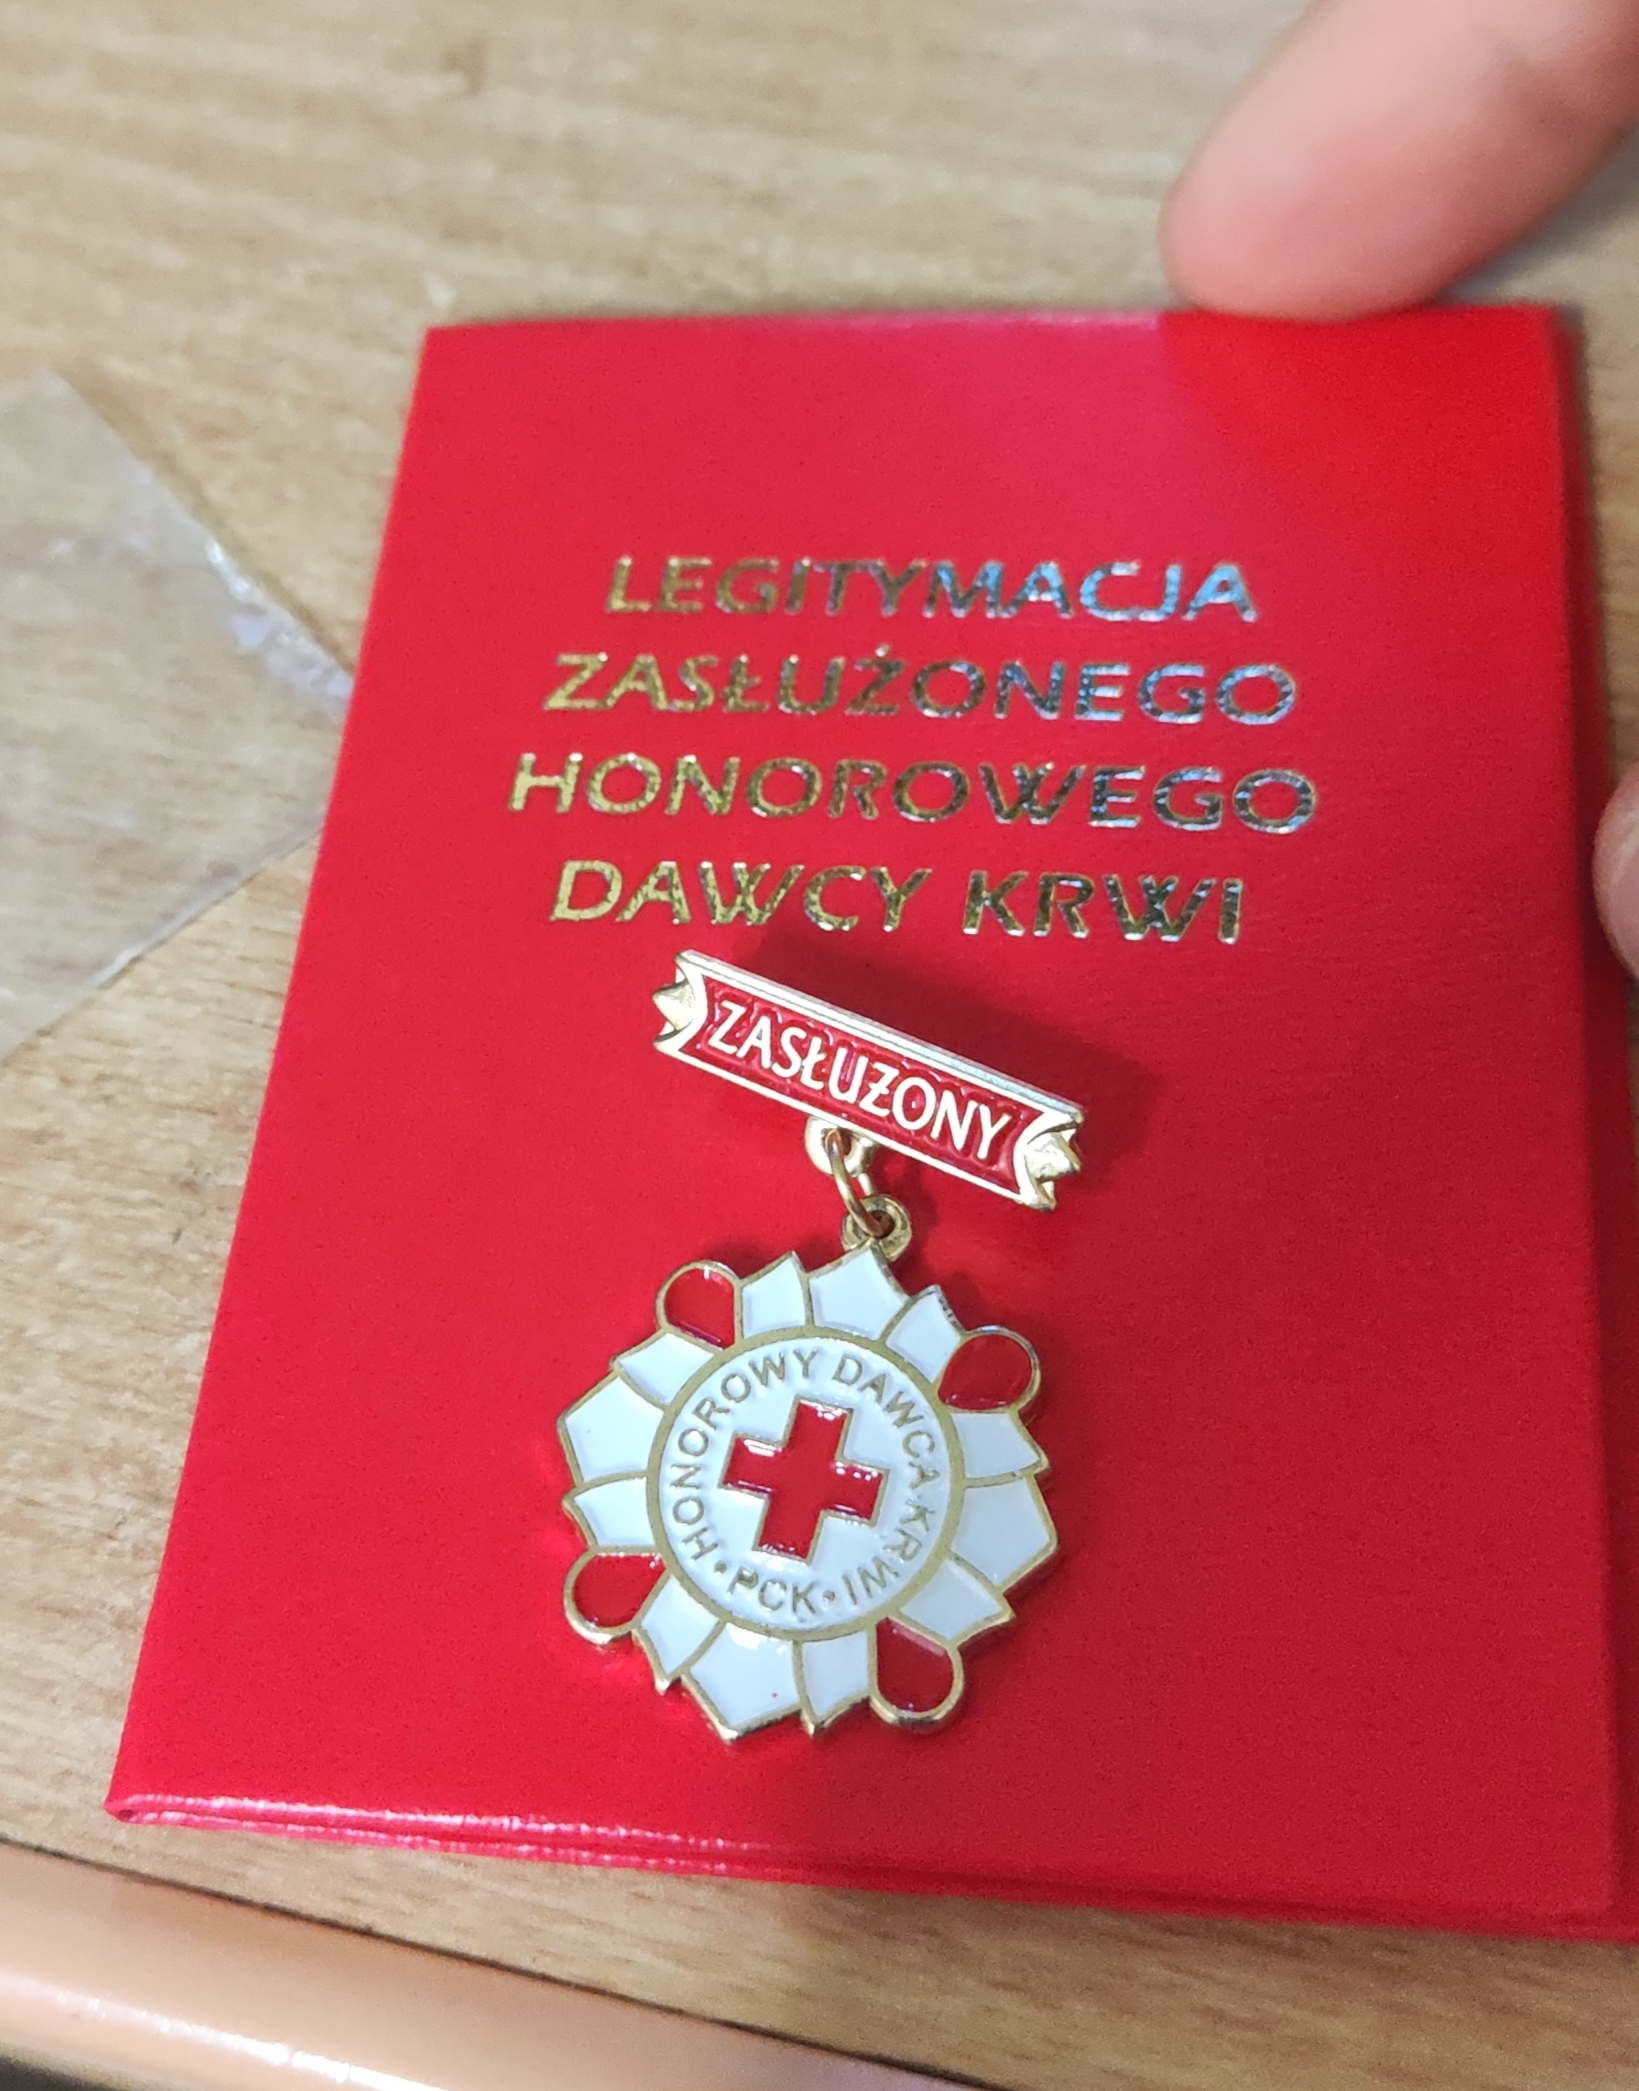 LEGITYMACJA
ZASŁUŻONEGO
HONOROWEGO
DAWCY KRWI
ZASŁUŻONY
HONOROWY DAWCA KRWI
• PCK •